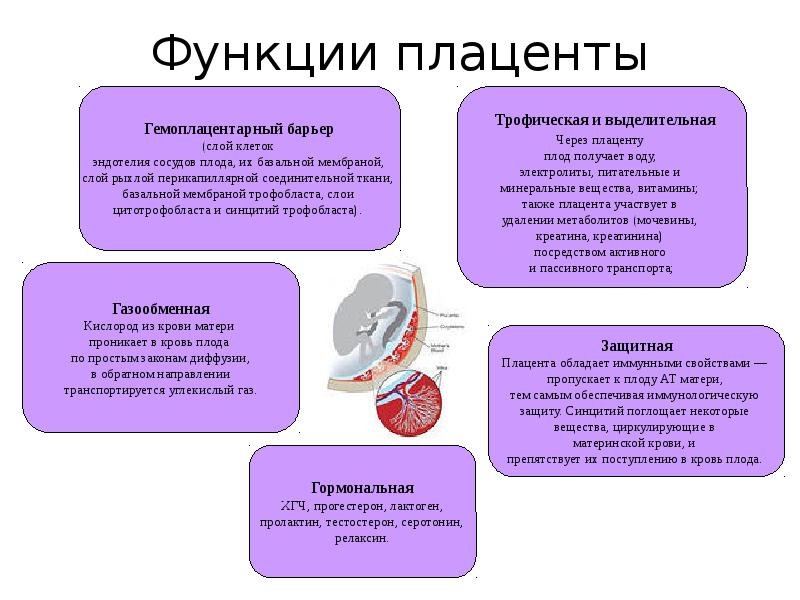 Функции плаценты
Гемоплацентарный барьер
(слой клеток
эндотелия сосудов плода, их базальной мембраной,
слой рыхлой перикапиллярной соединительной ткани,
базальной мембраной трофобласта, слои
цитотрофобласта и синцитий трофобласта).
Трофическая и выделительная
Через плаценту
плод получает воду,
электролиты, питательные и
минеральные вещества, витамины;
также плацента участвует в
удалении метаболитов (мочевины,
креатина, креатинина)
посредством активного
и пассивного транспорта;
Газообменная
Кислород из крови матери
проникает в кровь плода
по простым законам диффузии,
в обратном направлении
транспортируется углекислый газ.
Placenta
Mother's
Blood
Villus
Защитная
Плацента обладает иммунными свойствами —
пропускает к плоду АТ матери,
тем самым обеспечивая иммунологическую
защиту. Синцитий поглощает некоторые
вещества, циркулирующие в
материнской крови, и
препятствует их поступлению в кровь плода.
Гормональная
ХГЧ, прогестерон, лактоген,
пролактин, тестостерон, серотонин,
релаксин.